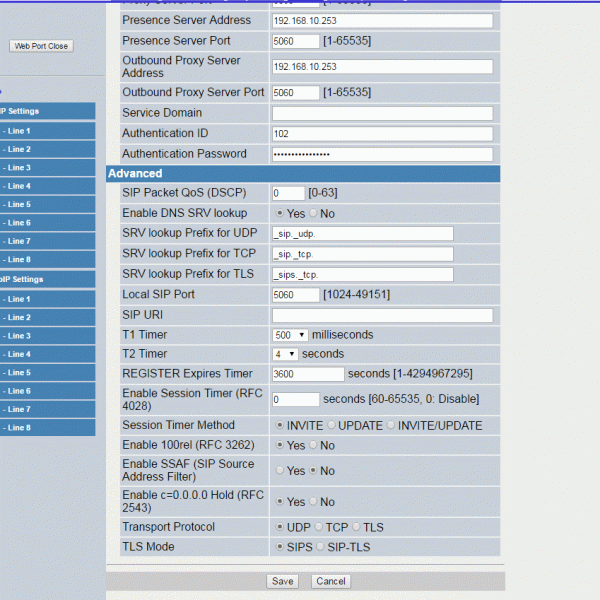 Proxy Server Port 5060 [1-65535]
Presence Server Address 192.168.10.253
Presence Server Port 5060 [1-65535]
Outbound Proxy Server
Address 192.168.10.253
Outbound Proxy Server Port 5060 [1-65535]
Service Domain
Authentication ID 102
Authentication Password ••••••••••••••••
Advanced
SIP Packet QoS (DSCP) 0 [0-63]
Enable DNS SRV lookup Yes No
SRV lookup Prefix for UDP _sip._udp.
SRV lookup Prefix for TCP _sip._tcp.
SRV lookup Prefix for TLS _sips._tcp.
Local SIP Port 5060 [1024-49151]
SIP URI
T1 Timer 500 milliseconds
T2 Timer 4 seconds
REGISTER Expires Timer 3600 seconds [1-4294967295]
Enable Session Timer (RFC
4028) 0 seconds [60-65535, 0: Disable]
Session Timer Method INVITE UPDATE INVITE/UPDATE
Enable 100rel (RFC 3262) Yes No
Enable SSAF (SIP Source
Address Filter) Yes No
Enable c=0.0.0.0 Hold (RFC
2543) Yes No
Transport Protocol UDP TCP TLS
TLS Mode SIPS SIP-TLS
Save Cancel
Web Port Close
IP Settings
- Line 1
- Line 2
- Line 3
- Line 4
- Line 5
- Line 6
- Line 7
- Line 8
oIP Settings
- Line 1
- Line 2
- Line 3
- Line 4
- Line 5
- Line 6
- Line 7
- Line 8